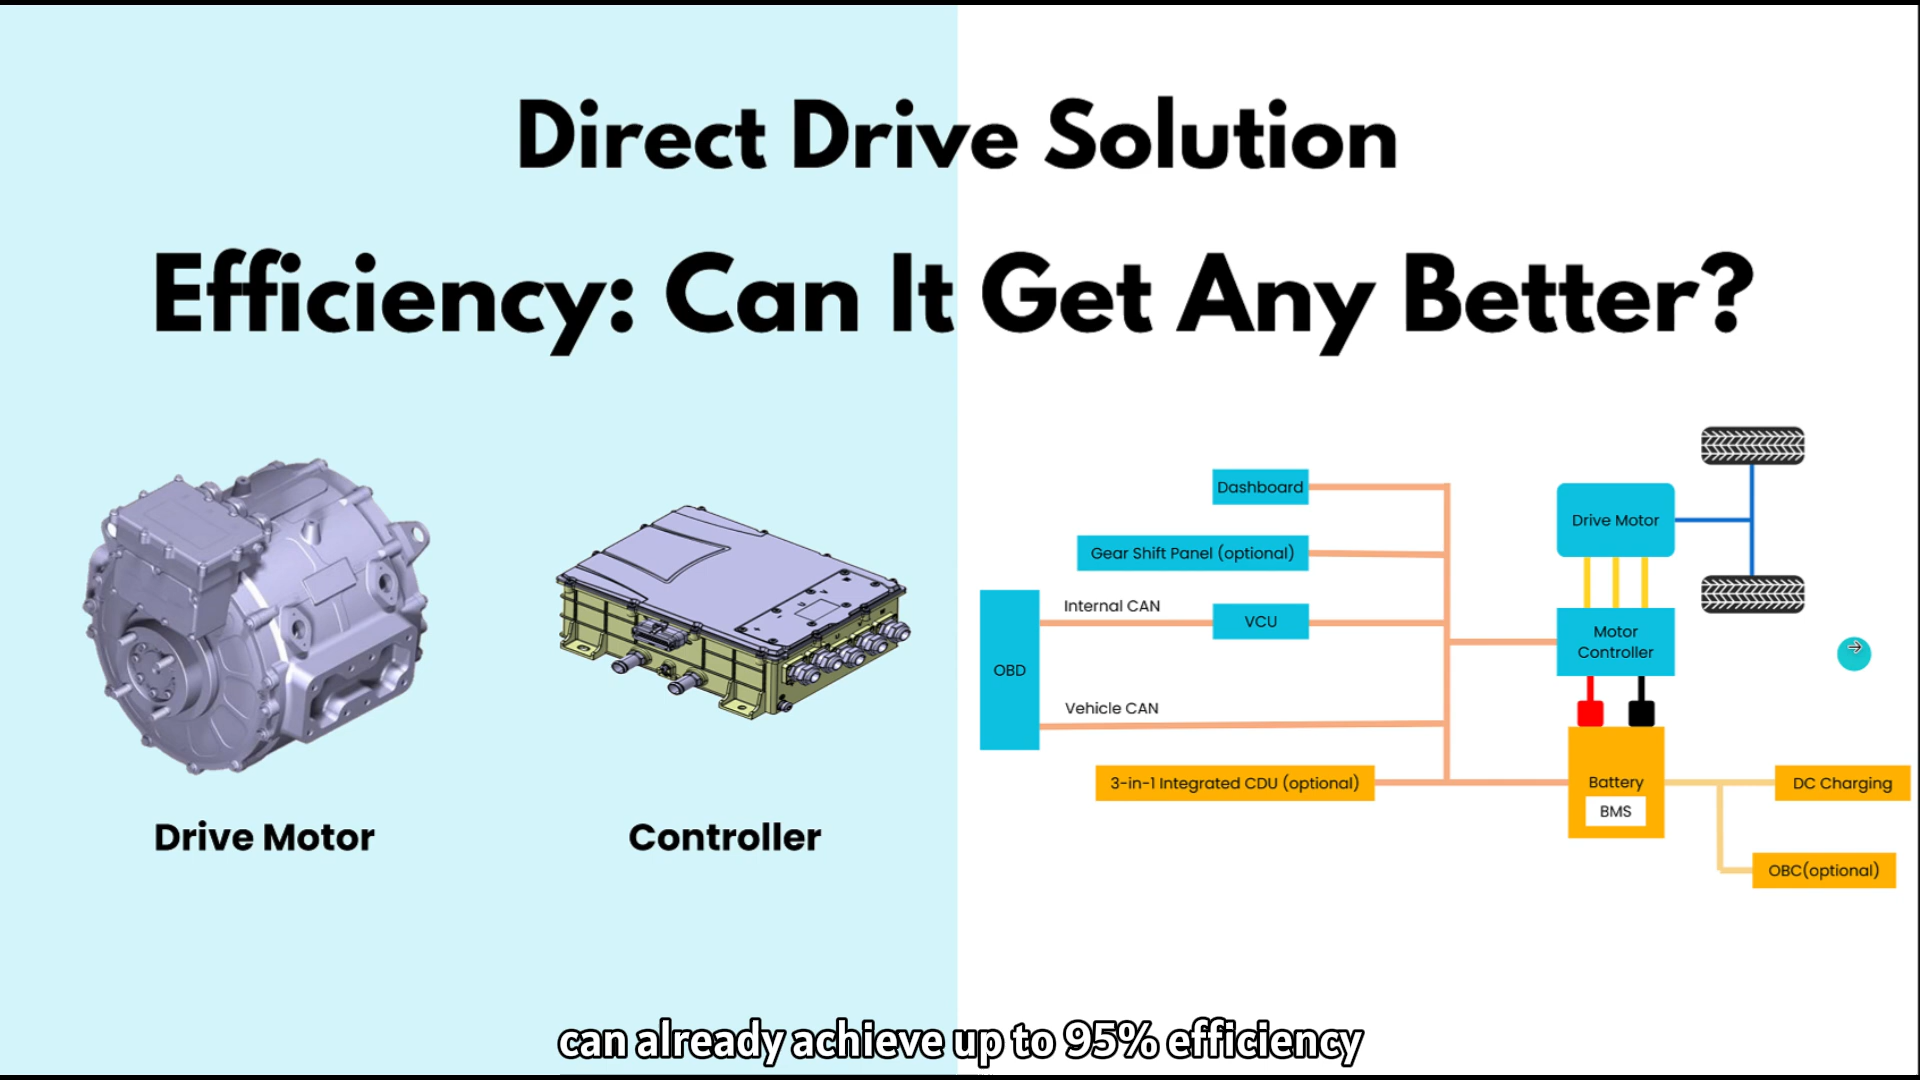 Direct Drive Solution
Efficiency: Can It Get Any Better?
Drive Motor
Controller
Dashboard
Gear Shift Panel (optional)
Internal CAN
VCU
OBD
Vehicle CAN
3-in-1 Integrated CDU (optional)
Drive Motor
Motor
Controller
Battery
BMS
DC Charging
OBC(optional)
can already achieve up to 95% efficiency